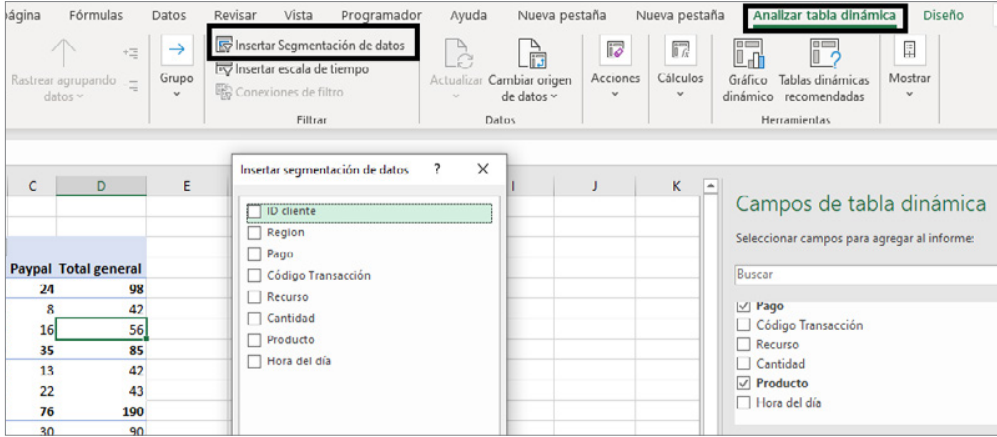 página Fórmulas Datos Revisar Vista Programador Ayuda Nueva pestaña Nueva pestaña Analizar tabla dinámica Diseño
Rastrear agrupando datos
Grupo
Insertar Segmentación de datos
Insertar escala de tiempo
Conexiones de filtro
Filtrar
Actualizar
Cambiar origen
de datos
Datos
Acciones
Cálculos
Gráfico
dinámico
Tablas dinámicas
recomendadas
Herramientas
Mostrar
C D E I J K
Paypal Total general
24 98
8 42
16 56
35 85
13 42
22 43
76 190
30 90
Insertar segmentación de datos ? ×
ID cliente
Region
Pago
Código Transacción
Recurso
Cantidad
Producto
Hora del día
Campos de tabla dinámica
Seleccionar campos para agregar al informe:
Buscar
Pago
Código Transacción
Recurso
Cantidad
Producto
Hora del día